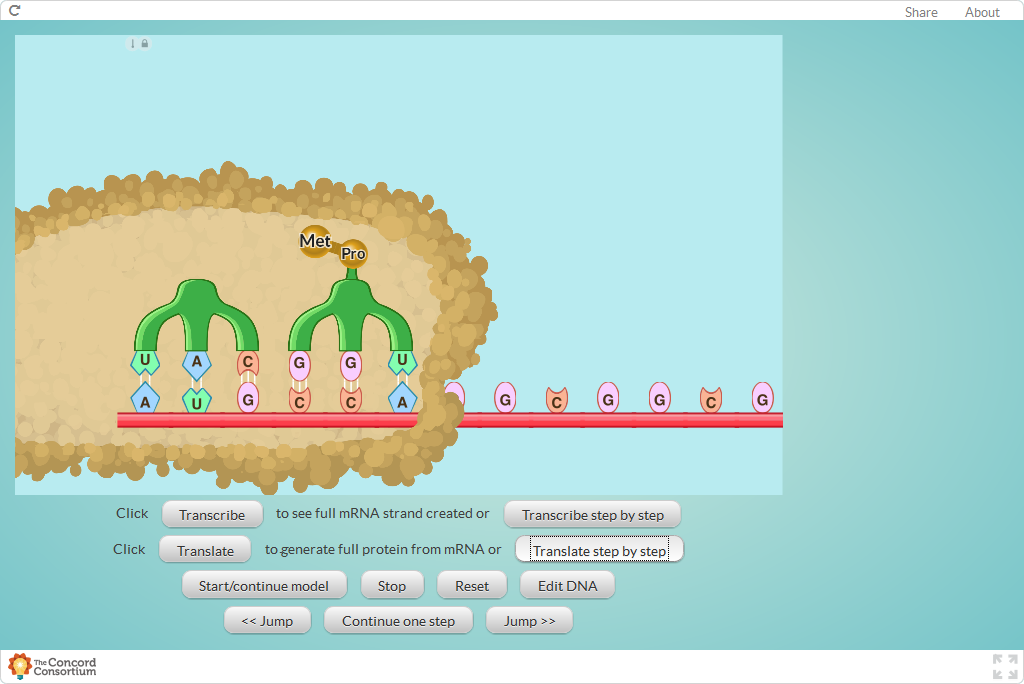 Share About
Met
Pro
U A C G G U
A U G C C A G C G G C G
Click Transcribe to see full mRNA strand created or Transcribe step by step
Click Translate to generate full protein from mRNA or Translate step by step
Start/continue model Stop Reset Edit DNA
<< Jump Continue one step Jump >>
The Concord
Consortium